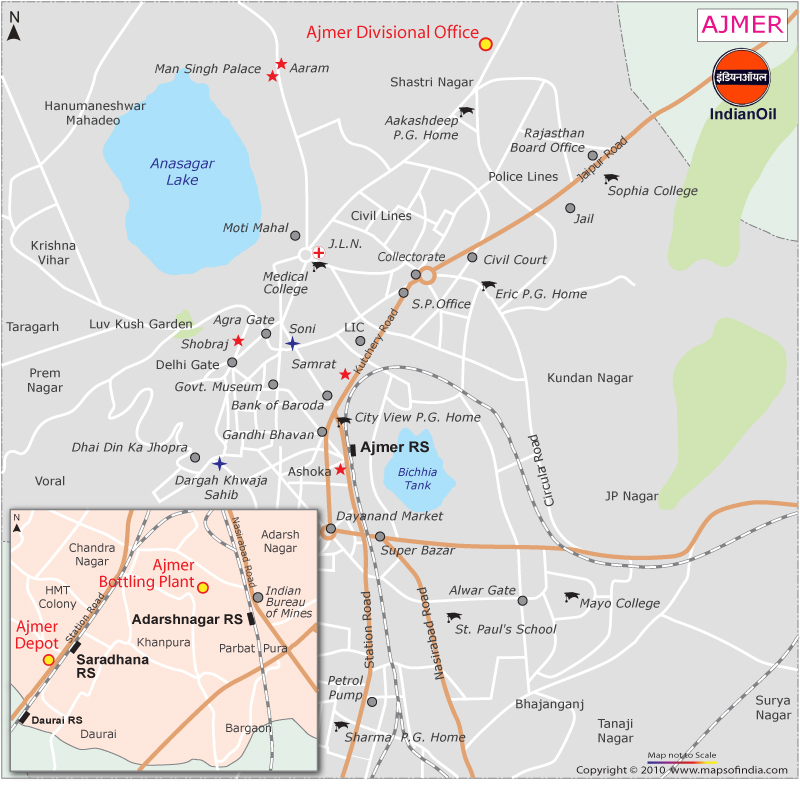 N
AJMER
Ajmer Divisional Office
इंडियनऑयल
IndianOil
Man Singh Palace
Aaram
Shastri Nagar
Hanumaneshwar
Mahadeo
Aakashdeep
P.G. Home
Rajasthan
Board Office
Jaipur Road
Anasagar
Lake
Police Lines
Sophia College
Civil Lines
Jail
Moti Mahal
J.L.N.
Krishna
Vihar
Collectorate
Civil Court
Medical
College
Eric P.G. Home
S.P.Office
Taragarh
Luv Kush Garden
Agra Gate
Soni
LIC
Kutchery Road
Shobraj
Delhi Gate
Samrat
Prem
Nagar
Govt. Museum
Kundan Nagar
Bank of Baroda
City View P.G. Home
Gandhi Bhavan
Dhai Din Ka Jhopra
Ajmer RS
Circula Road
Ashoka
Bichhia
Tank
Voral
Dargah Khwaja
Sahib
JP Nagar
Dayanand Market
Super Bazar
Alwar Gate
Mayo College
Station Road
Nasirabad Road
St. Paul's School
Petrol
Pump
Bhajanganj
Surya
Nagar
Tanaji
Nagar
Sharma P.G. Home
N
Nasirabad Road
Chandra
Nagar
Adarsh
Nagar
Ajmer
Bottling Plant
HMT
Colony
Indian
Bureau
of Mines
Station Road
Adarshnagar RS
Ajmer
Depot
Khanpura
Parbat Pura
Saradhana
RS
Daurai RS
Daurai
Bargaon
Map not to Scale
Copyright © 2010 www.mapsofindia.com